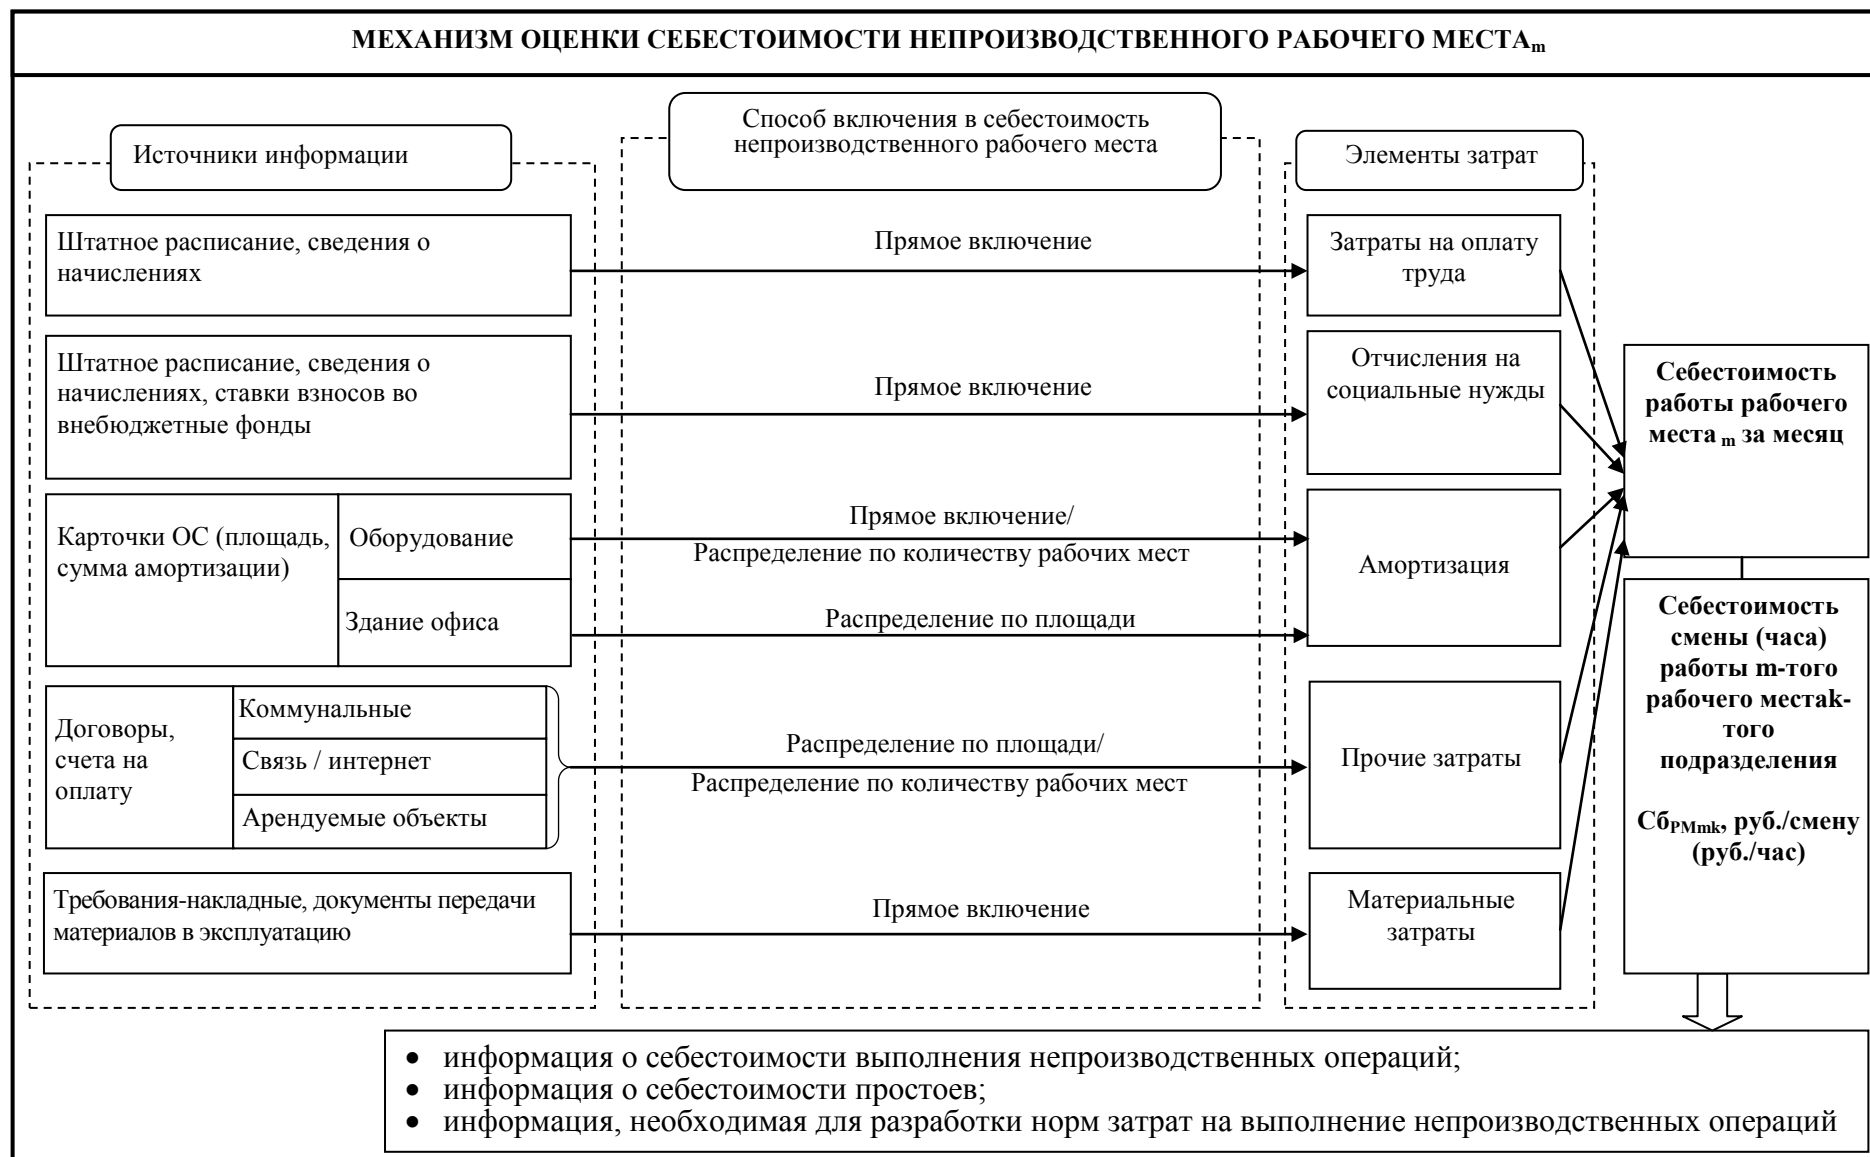 МЕХАНИЗМ ОЦЕНКИ СЕБЕСТОИМОСТИ НЕПРОИЗВОДСТВЕННОГО РАБОЧЕГО МЕСТАm
Источники информации
Способ включения в себестоимость
непроизводственного рабочего места
Элементы затрат
Штатное расписание, сведения о
начислениях
Прямое включение
Затраты на оплату
труда
Штатное расписание, сведения о
начислениях, ставки взносов во
внебюджетные фонды
Прямое включение
Отчисления на
социальные нужды
Карточки ОС (площадь,
сумма амортизации)
Оборудование
Здание офиса
Прямое включение/
Распределение по количеству рабочих мест
Распределение по площади
Амортизация
Договоры,
счета на
оплату
Коммунальные
Связь / интернет
Арендуемые объекты
Распределение по площади/
Распределение по количеству рабочих мест
Прочие затраты
Требования-накладные, документы передачи
материалов в эксплуатацию
Прямое включение
Материальные
затраты
Себестоимость
работы рабочего
места m за месяц
Себестоимость
смены (часа)
работы m-того
рабочего местаk-
того
подразделения
СбРМmk, руб./смену
(руб./час)
• информация о себестоимости выполнения непроизводственных операций;
• информация о себестоимости простоев;
• информация, необходимая для разработки норм затрат на выполнение непроизводственных операций